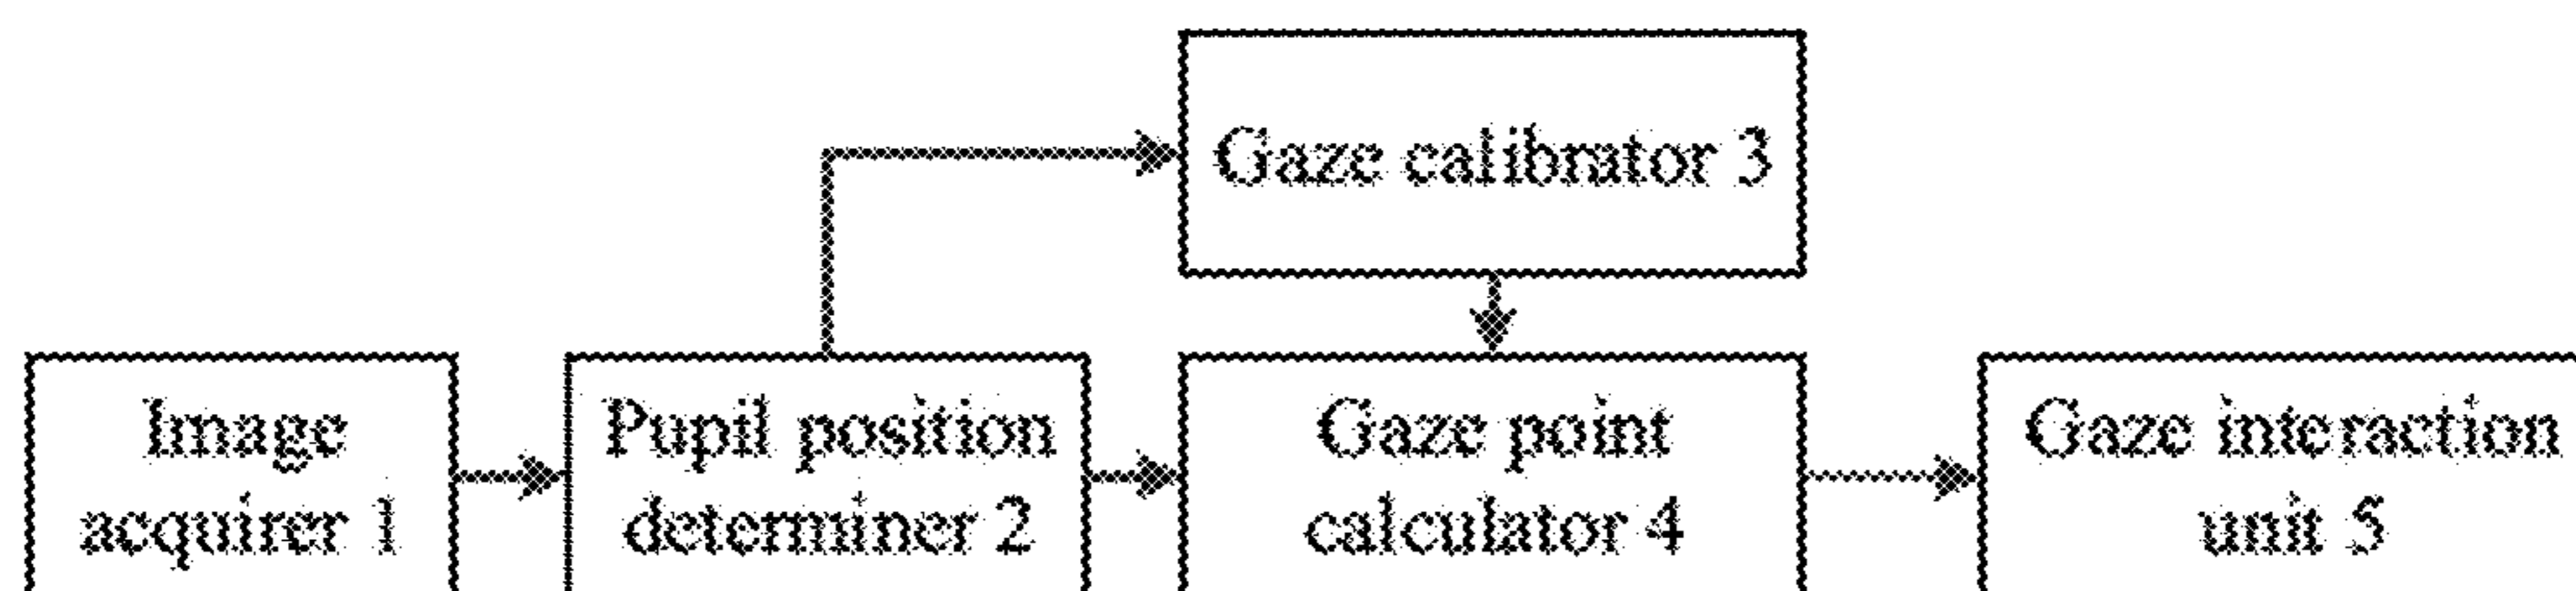 Gaze calibrator 3
Image
acquirer 1
Pupil position
determiner 2
Gaze point
calculator 4
Gaze interaction
unit 5